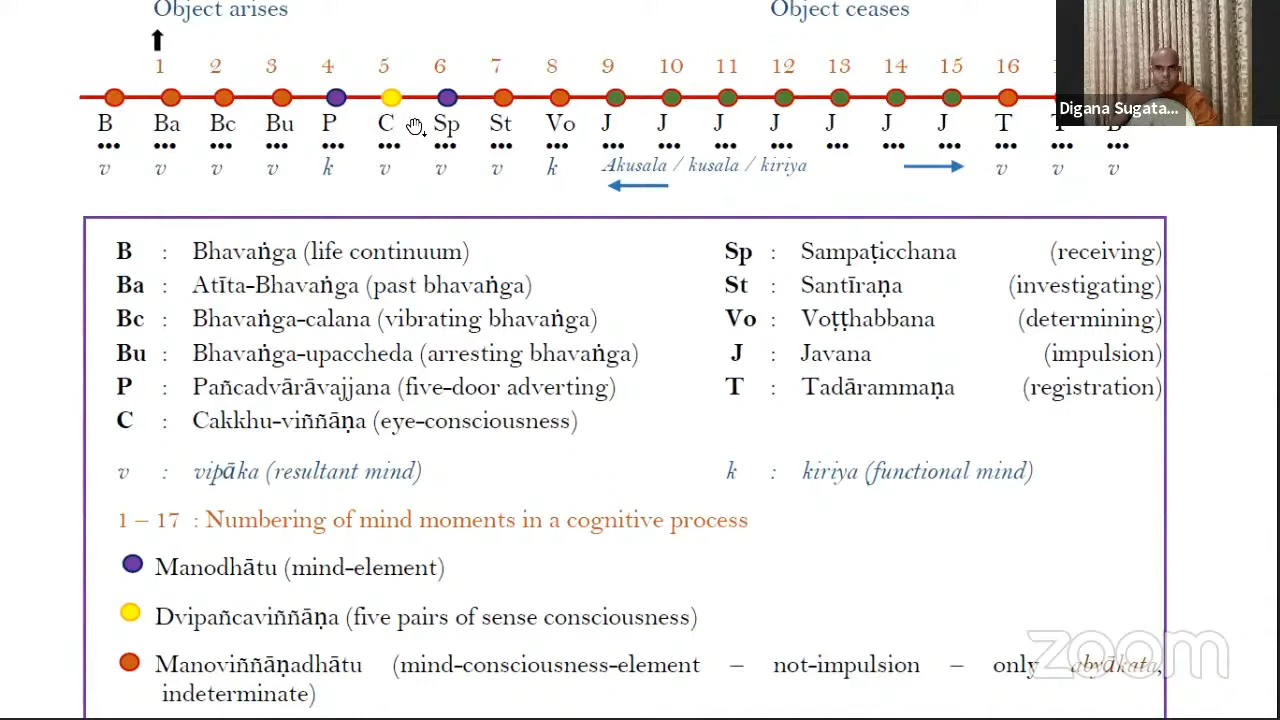 Object arises Object ceases
1 2 3 4 5 6 7 8 9 10 11 12 13 14 15 16
Digana Sugata...
B Ba Bc Bu P C Sp St Vo J J J J J J J T
v v v v k v v v k Akusala / kusala / kiriya v v v
B : Bhavaṅga (life continuum) Sp : Sampaṭicchana (receiving)
Ba : Atīta-Bhavaṅga (past bhavaṅga) St : Santīraṇa (investigating)
Bc : Bhavaṅga-calana (vibrating bhavaṅga) Vo : Voṭṭhabbana (determining)
Bu : Bhavaṅga-upaccheda (arresting bhavaṅga) J : Javana (impulsion)
P : Pañcadvārāvajjana (five-door adverting) T : Tadārammaṇa (registration)
C : Cakkhu-viññāṇa (eye-consciousness)
v : vipāka (resultant mind) k : kiriya (functional mind)
1 – 17 : Numbering of mind moments in a cognitive process
Manodhātu (mind-element)
Dvipañcaviññāṇa (five pairs of sense consciousness)
Manoviññāṇadhātu (mind-consciousness-element – not-impulsion – only abyākata,
indeterminate)
zoom